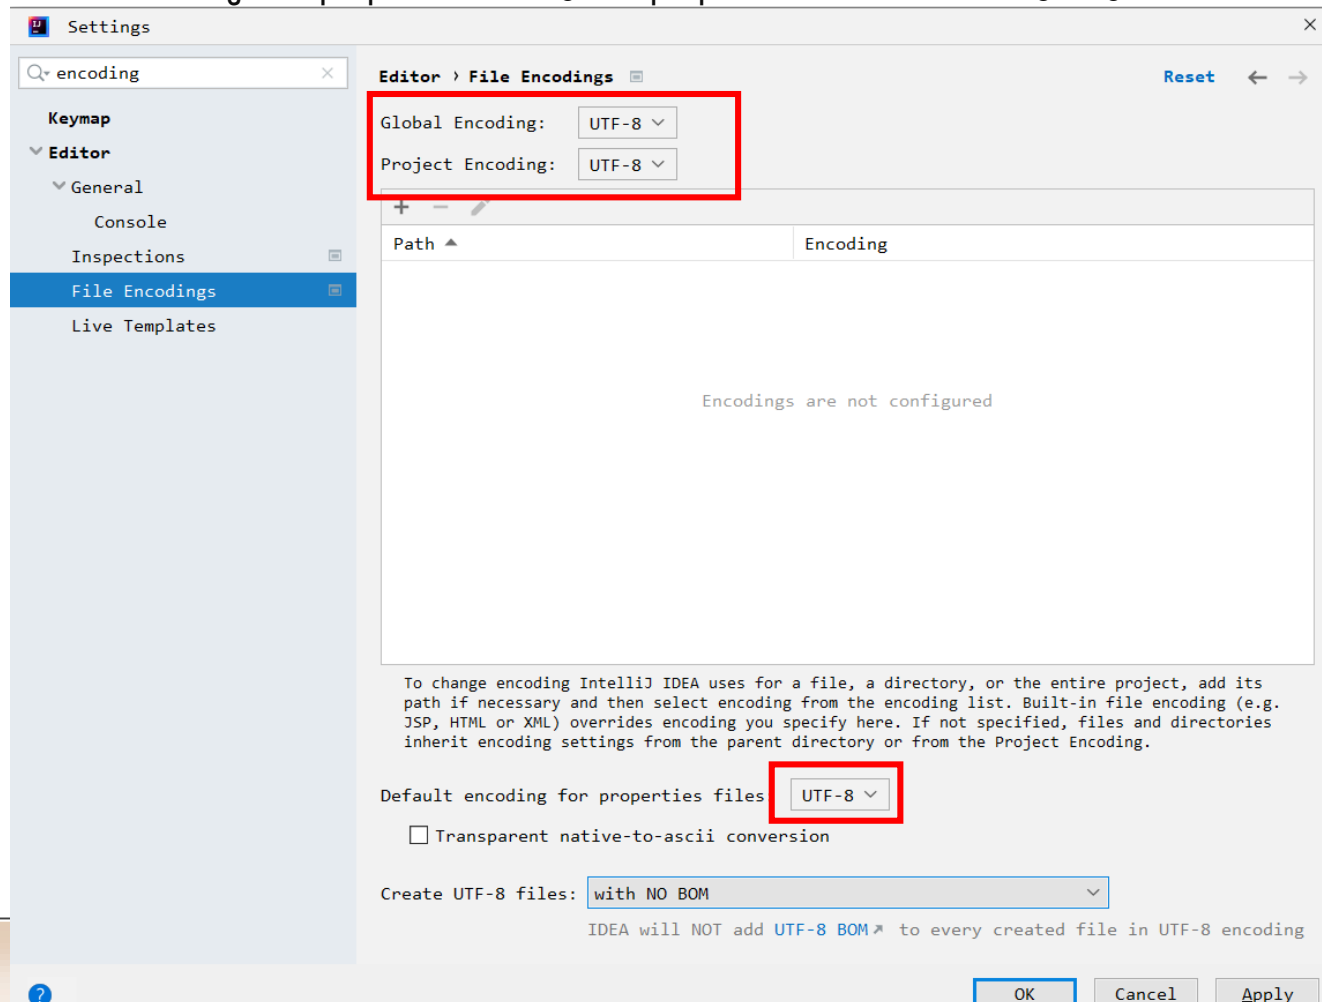 Settings
encoding
Editor › File Encodings
Reset
Keymap
Global Encoding: UTF-8
Editor
Project Encoding: UTF-8
General
Console
Path
Encoding
Inspections
File Encodings
Live Templates
Encodings are not configured
To change encoding IntelliJ IDEA uses for a file, a directory, or the entire project, add its
path if necessary and then select encoding from the encoding list. Built-in file encoding (e.g.
JSP, HTML or XML) overrides encoding you specify here. If not specified, files and directories
inherit encoding settings from the parent directory or from the Project Encoding.
Default encoding for properties files UTF-8
Transparent native-to-ascii conversion
Create UTF-8 files: with NO BOM
IDEA will NOT add UTF-8 BOM to every created file in UTF-8 encoding
?
OK
Cancel
Apply